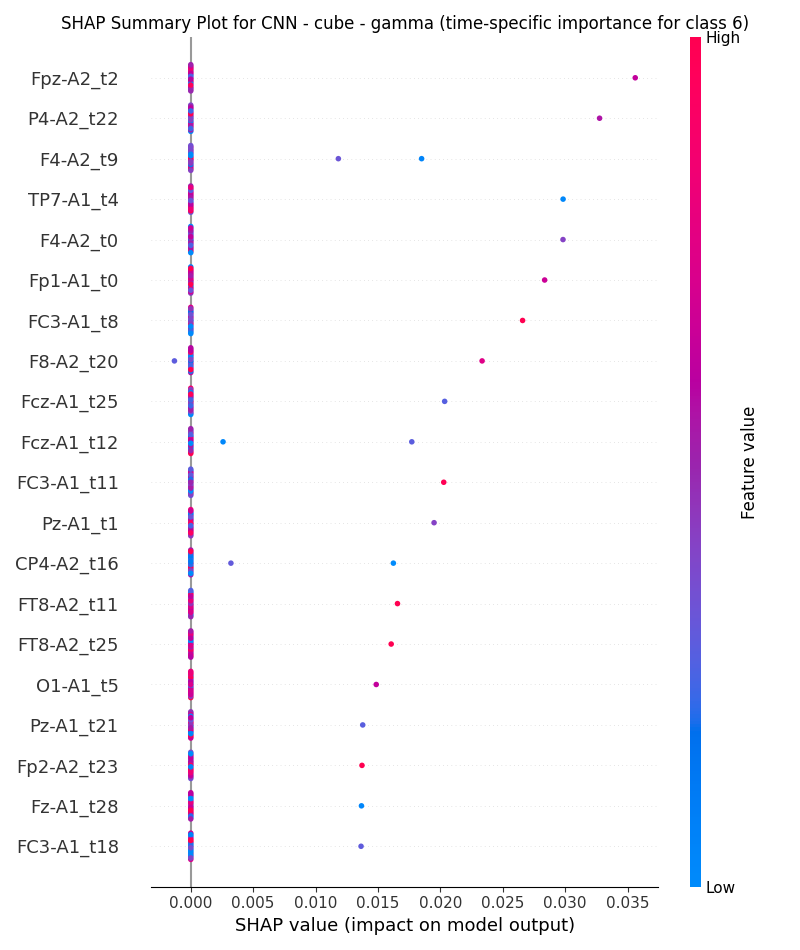 SHAP Summary Plot for CNN - cube - gamma (time-specific importance for class 6)
High
Fpz-A2_t2
P4-A2_t22
F4-A2_t9
TP7-A1_t4
F4-A2_t0
Fp1-A1_t0
FC3-A1_t8
F8-A2_t20
Fcz-A1_t25
Fcz-A1_t12
FC3-A1_t11
Pz-A1_t1
CP4-A2_t16
FT8-A2_t11
FT8-A2_t25
O1-A1_t5
Pz-A1_t21
Fp2-A2_t23
Fz-A1_t28
FC3-A1_t18
Feature value
Low
0.000 0.005 0.010 0.015 0.020 0.025 0.030 0.035
SHAP value (impact on model output)